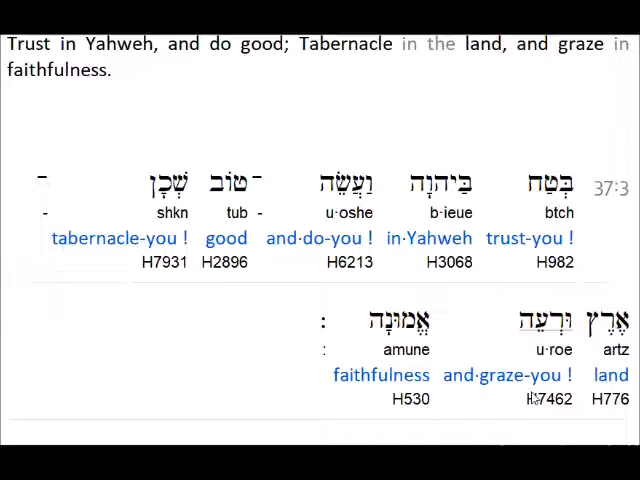 Trust in Yahweh, and do good; Tabernacle in the land, and graze in
faithfulness.
37:3 בְּטַח בַּיהוָה וַעֲשֵׂה־ טוֹב שְׁכָן־
- shkn tub - u·oshe b·ieue btch
tabernacle-you ! good and·do-you ! in·Yahweh trust-you !
H7931 H2896 H6213 H3068 H982
אֶרֶץ וּרְעֵה אֱמוּנָה :
: amune u·roe artz
faithfulness and·graze-you ! land
H530 H7462 H776